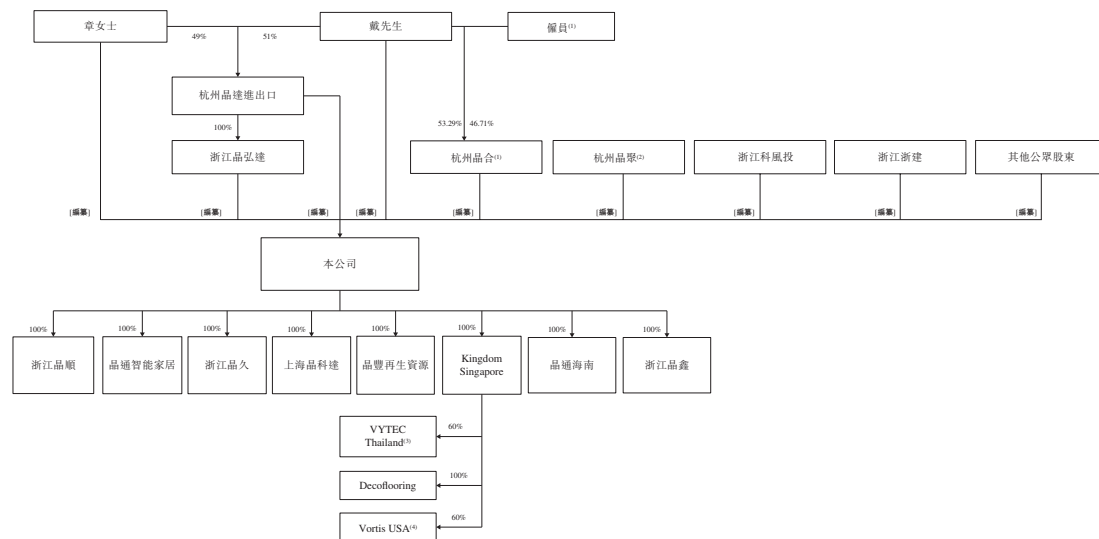 章女士
戴先生
僱員(1)
49%
51%
杭州晶達進出口
100%
53.29%
46.71%
浙江晶弘達
杭州晶合(1)
杭州晶聚(2)
浙江科風投
浙江浙建
其他公眾股東
[編纂]
[編纂]
[編纂]
[編纂]
[編纂]
[編纂]
[編纂]
[編纂]
[編纂]
本公司
100%
100%
100%
100%
100%
100%
100%
100%
浙江晶順
晶通智能家居
浙江晶久
上海晶科達
晶豐再生資源
Kingdom
Singapore
晶通海南
浙江晶鑫
VYTEC
Thailand(3)
60%
Decoflooring
100%
Vortis USA(4)
60%